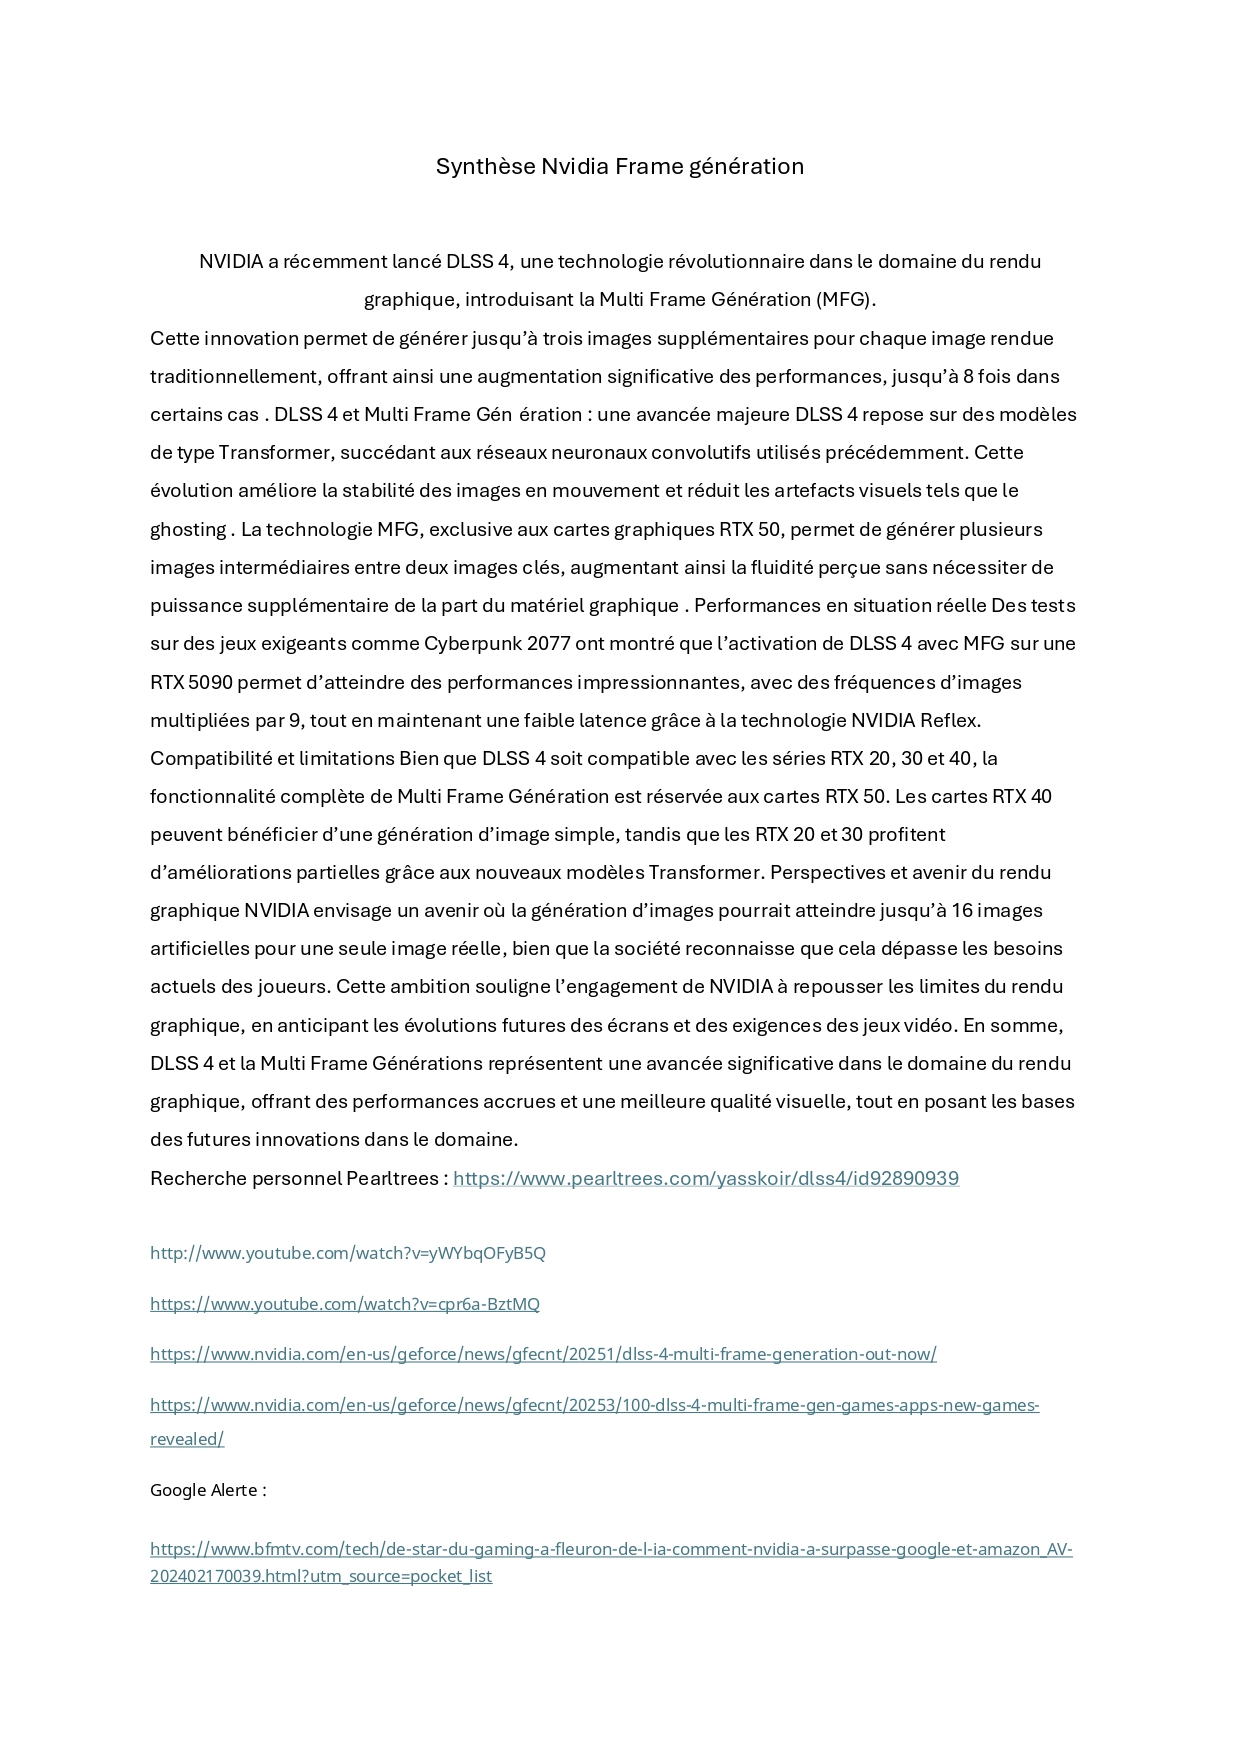 Synthèse Nvidia Frame génération
NVIDIA a récemment lancé DLSS 4, une technologie révolutionnaire dans le domaine du rendu
graphique, introduisant la Multi Frame Génération (MFG).
Cette innovation permet de générer jusqu’à trois images supplémentaires pour chaque image rendue
traditionnellement, offrant ainsi une augmentation significative des performances, jusqu’à 8 fois dans
certains cas . DLSS 4 et Multi Frame Gén ération : une avancée majeure DLSS 4 repose sur des modèles
de type Transformer, succédant aux réseaux neuronaux convolutifs utilisés précédemment. Cette
évolution améliore la stabilité des images en mouvement et réduit les artefacts visuels tels que le
ghosting . La technologie MFG, exclusive aux cartes graphiques RTX 50, permet de générer plusieurs
images intermédiaires entre deux images clés, augmentant ainsi la fluidité perçue sans nécessiter de
puissance supplémentaire de la part du matériel graphique . Performances en situation réelle Des tests
sur des jeux exigeants comme Cyberpunk 2077 ont montré que l’activation de DLSS 4 avec MFG sur une
RTX 5090 permet d’atteindre des performances impressionnantes, avec des fréquences d’images
multipliées par 9, tout en maintenant une faible latence grâce à la technologie NVIDIA Reflex.
Compatibilité et limitations Bien que DLSS 4 soit compatible avec les séries RTX 20, 30 et 40, la
fonctionnalité complète de Multi Frame Génération est réservée aux cartes RTX 50. Les cartes RTX 40
peuvent bénéficier d’une génération d’image simple, tandis que les RTX 20 et 30 profitent
d’améliorations partielles grâce aux nouveaux modèles Transformer. Perspectives et avenir du rendu
graphique NVIDIA envisage un avenir où la génération d’images pourrait atteindre jusqu’à 16 images
artificielles pour une seule image réelle, bien que la société reconnaisse que cela dépasse les besoins
actuels des joueurs. Cette ambition souligne l’engagement de NVIDIA à repousser les limites du rendu
graphique, en anticipant les évolutions futures des écrans et des exigences des jeux vidéo. En somme,
DLSS 4 et la Multi Frame Générations représentent une avancée significative dans le domaine du rendu
graphique, offrant des performances accrues et une meilleure qualité visuelle, tout en posant les bases
des futures innovations dans le domaine.
Recherche personnel Pearltrees : https://www.pearltrees.com/yasskoir/dlss4/id92890939
http://www.youtube.com/watch?v=yWYbqOFyB5Q
https://www.youtube.com/watch?v=cpr6a-BztMQ
https://www.nvidia.com/en-us/geforce/news/gfecnt/20251/dlss-4-multi-frame-generation-out-now/
https://www.nvidia.com/en-us/geforce/news/gfecnt/20253/100-dlss-4-multi-frame-gen-games-apps-new-games-
revealed/
Google Alerte :
https://www.bfmtv.com/tech/de-star-du-gaming-a-fleuron-de-l-ia-comment-nvidia-a-surpasse-google-et-amazon_AV-
202402170039.html?utm_source=pocket_list